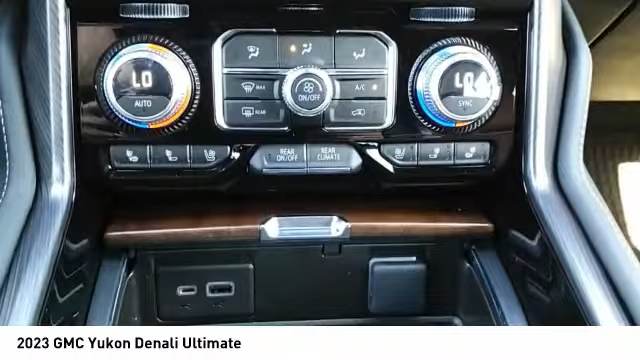 LO
AUTO
MAX
REAR
ON/OFF
A/C
LO
SYNC
REAR ON/OFF
REAR CLIMATE
2023 GMC Yukon Denali Ultimate